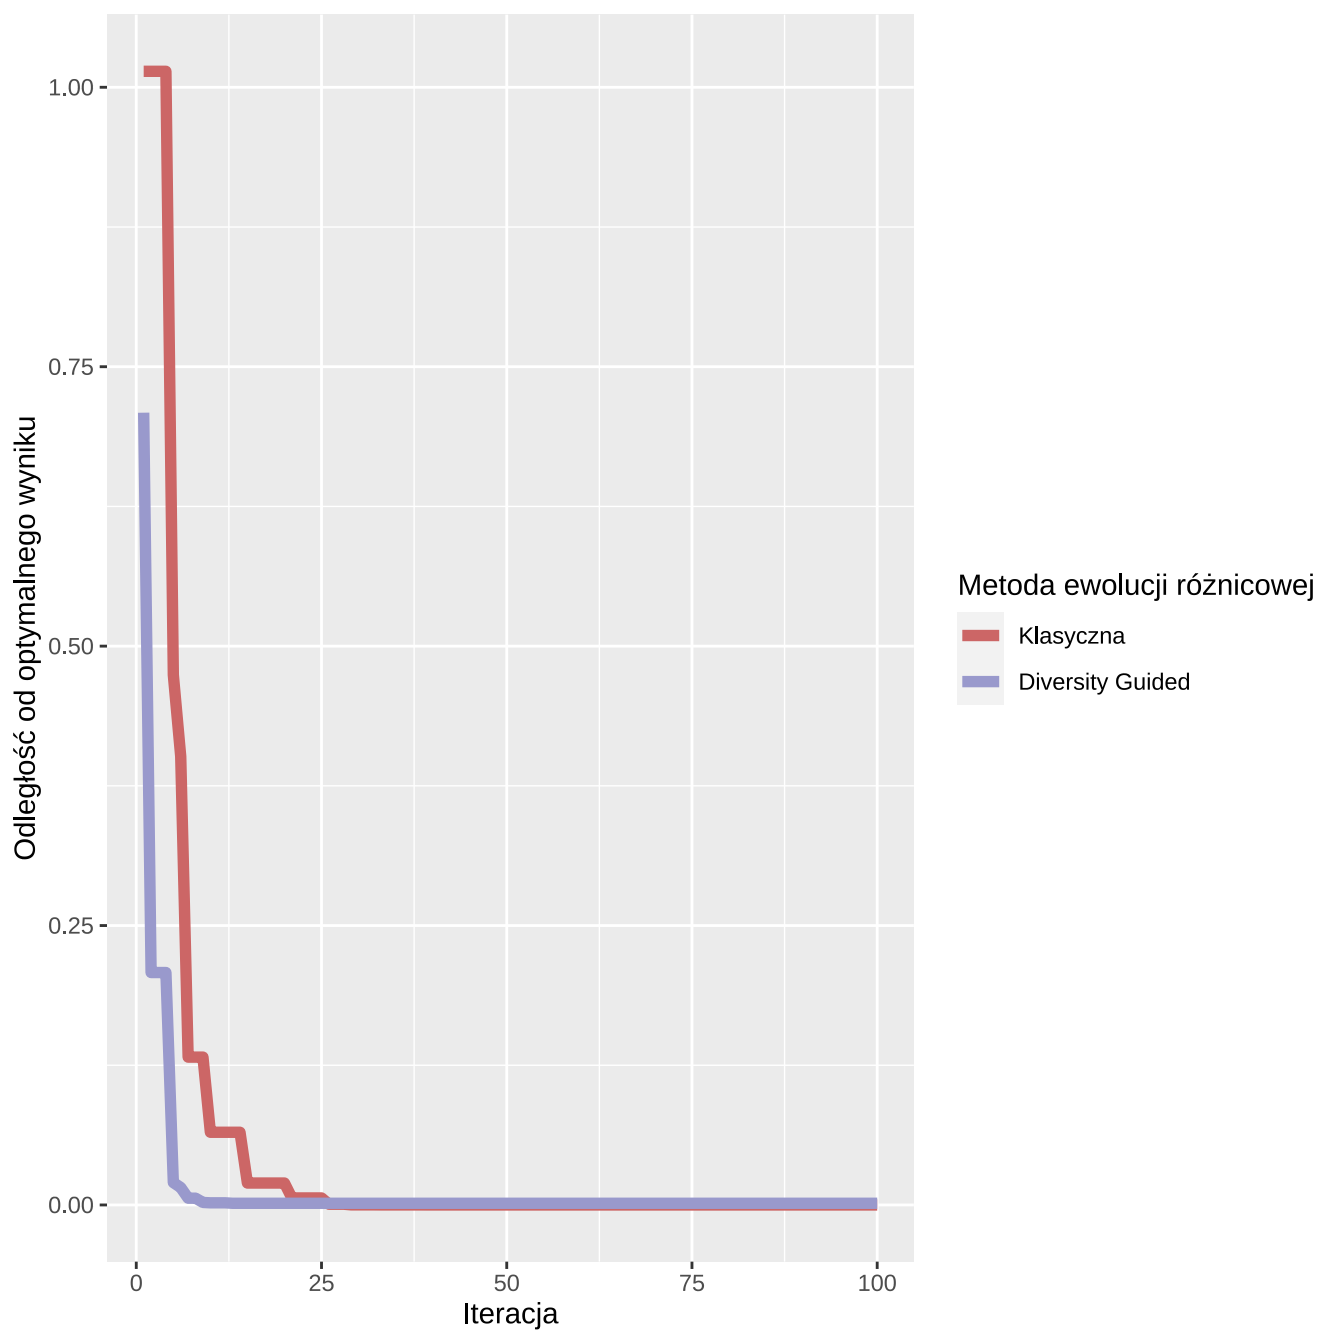 1.00
0.75
0.50
0.25
0.00
0 25 50 75 100
Iteracja
Odległość od optymalnego wyniku
Metoda ewolucji różnicowej
Klasyczna
Diversity Guided